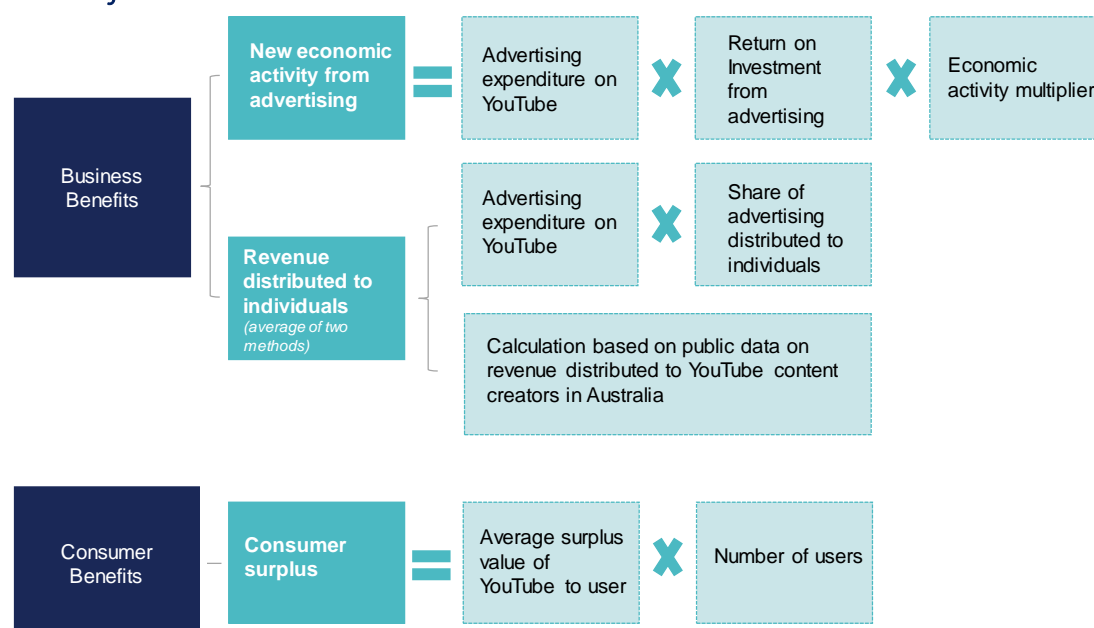 Business
Benefits
New economic
activity from
advertising
Advertising
expenditure on
YouTube
Return on
Investment
from
advertising
Economic
activity multiplier
Revenue
distributed to
individuals
(average of two
methods)
Advertising
expenditure on
YouTube
Share of
advertising
distributed to
individuals
Calculation based on public data on
revenue distributed to YouTube content
creators in Australia
Consumer
Benefits
Consumer
surplus
Average surplus
value of
YouTube to user
Number of users